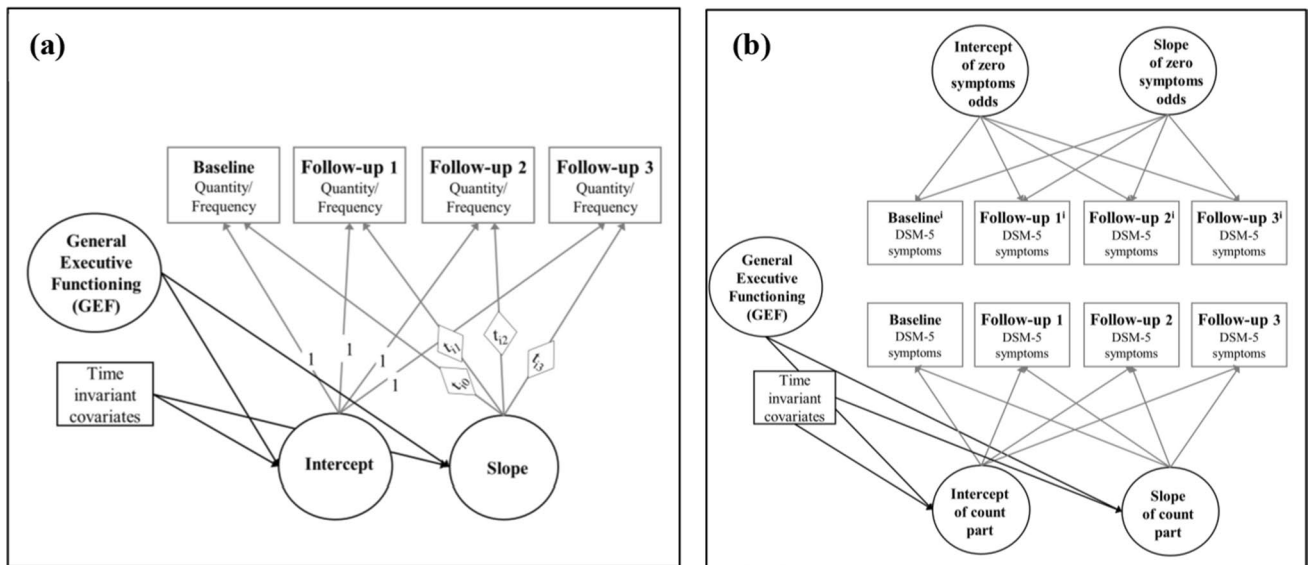 (a)
Baseline
Quantity/
Frequency
Follow-up 1
Quantity/
Frequency
Follow-up 2
Quantity/
Frequency
Follow-up 3
Quantity/
Frequency
General
Executive
Functioning
(GEF)
Time
invariant
covariates
1
1
1
1
ti1
ti0
ti2
ti3
Intercept
Slope
(b)
Intercept
of zero
symptoms
odds
Slope
of zero
symptoms
odds
Baselineⁱ
DSM-5
symptoms
Follow-up 1ⁱ
DSM-5
symptoms
Follow-up 2ⁱ
DSM-5
symptoms
Follow-up 3ⁱ
DSM-5
symptoms
General
Executive
Functioning
(GEF)
Baseline
DSM-5
symptoms
Follow-up 1
DSM-5
symptoms
Follow-up 2
DSM-5
symptoms
Follow-up 3
DSM-5
symptoms
Time
invariant
covariates
Intercept
of count
part
Slope
of count
part